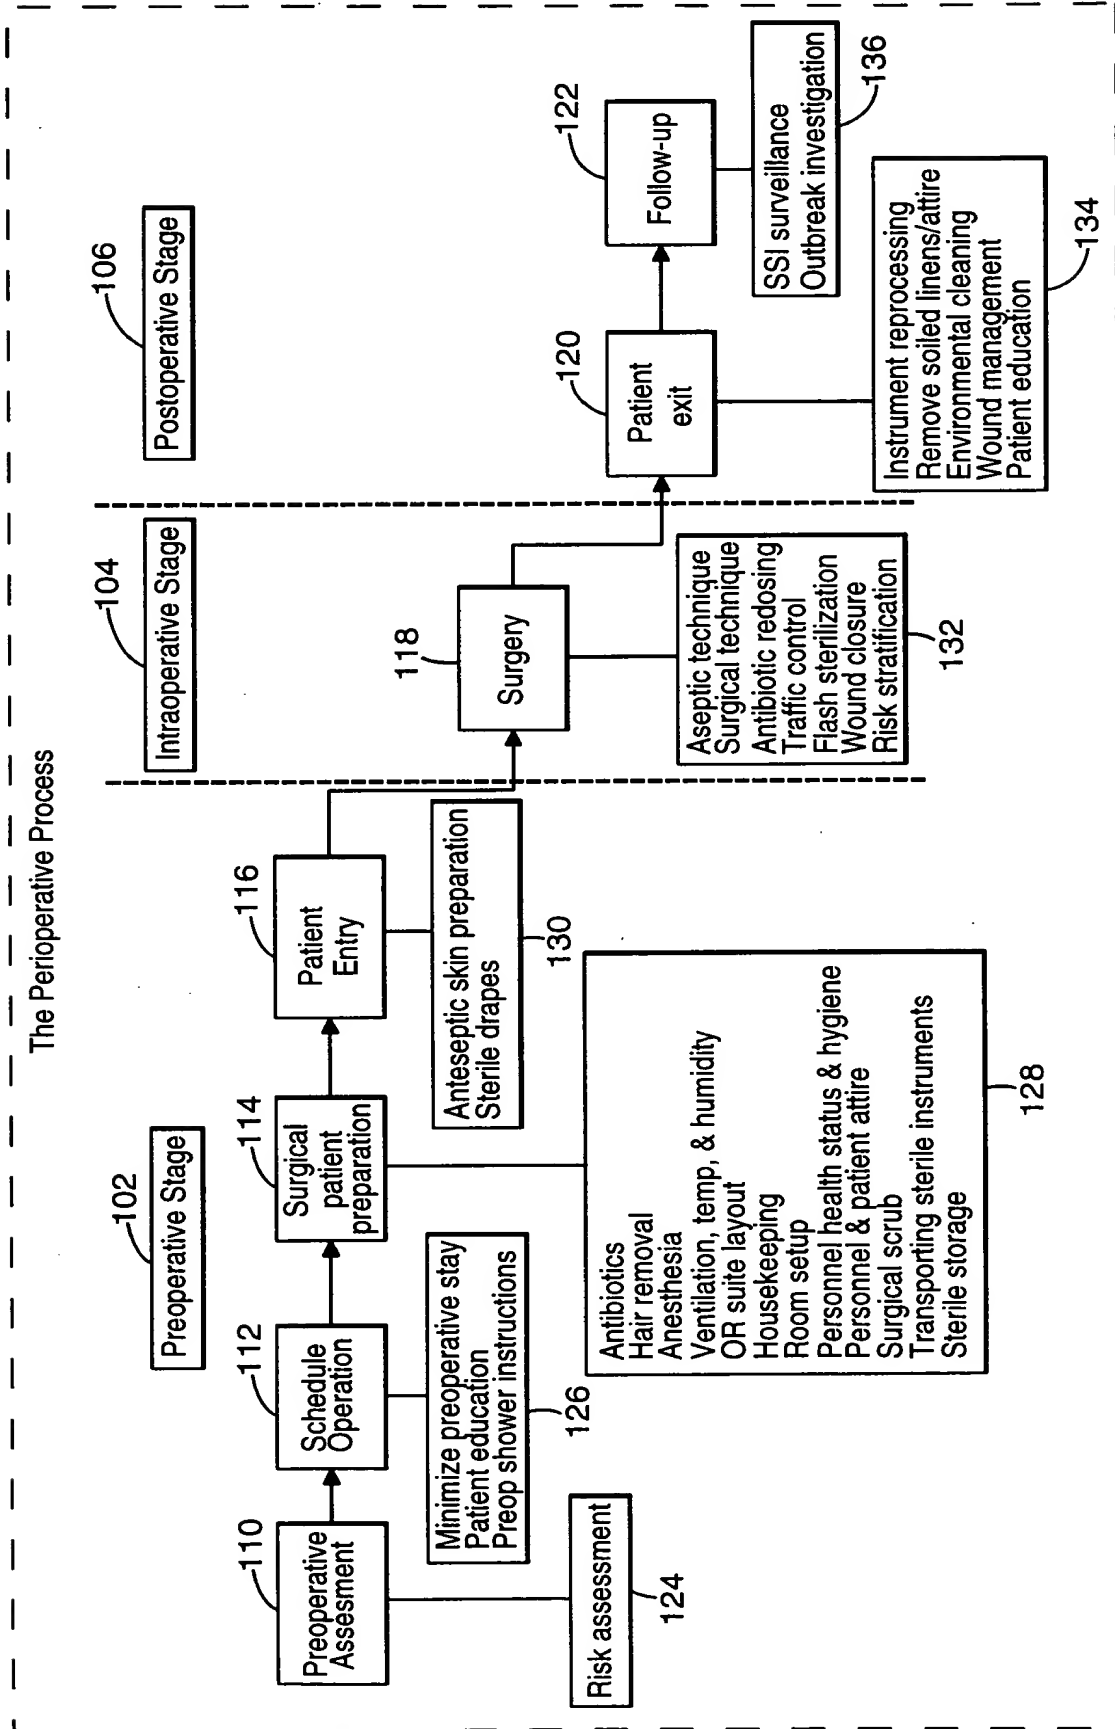 The Perioperative Process
102
Preoperative Stage
104
Intraoperative Stage
106
Postoperative Stage
110
Preoperative
Assesment
112
Schedule
Operation
114
Surgical
patient
preparation
116
Patient
Entry
118
Surgery
120
Patient
exit
122
Follow-up
Risk assessment
124
Minimize preoperative stay
Patient education
Preop shower instructions
126
Antibiotics
Hair removal
Anesthesia
Ventilation, temp, & humidity
OR suite layout
Housekeeping
Room setup
Personnel health status & hygiene
Personnel & patient attire
Surgical scrub
Transporting sterile instruments
Sterile storage
128
Anteseptic skin preparation
Sterile drapes
130
Aseptic technique
Surgical technique
Antibiotic redosing
Traffic control
Flash sterilization
Wound closure
Risk stratification
132
Instrument reprocessing
Remove soiled linens/attire
Environmental cleaning
Wound management
Patient education
134
SSI surveillance
Outbreak investigation
136